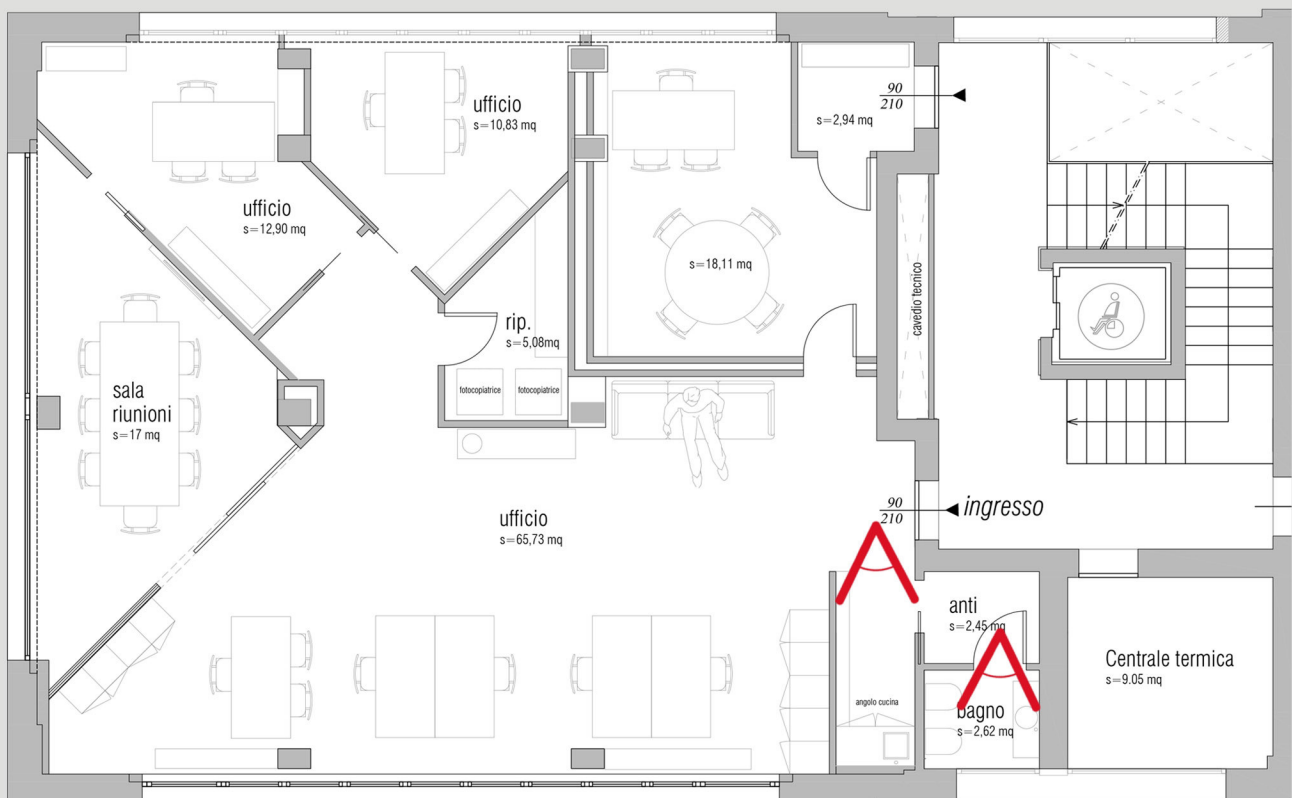 90
210
s=2,94 mq
ufficio
s=10,83 mq
ufficio
s=12,90 mq
s=18,11 mq
cavedio tecnico
rip.
s=5,08mq
fotocopiatrice
fotocopiatrice
sala
riunioni
s=17 mq
ufficio
s=65,73 mq
90
210
ingresso
anti
s=2,45 mq
bagno
s=2,62 mq
angolo cucina
Centrale termica
s=9.05 mq